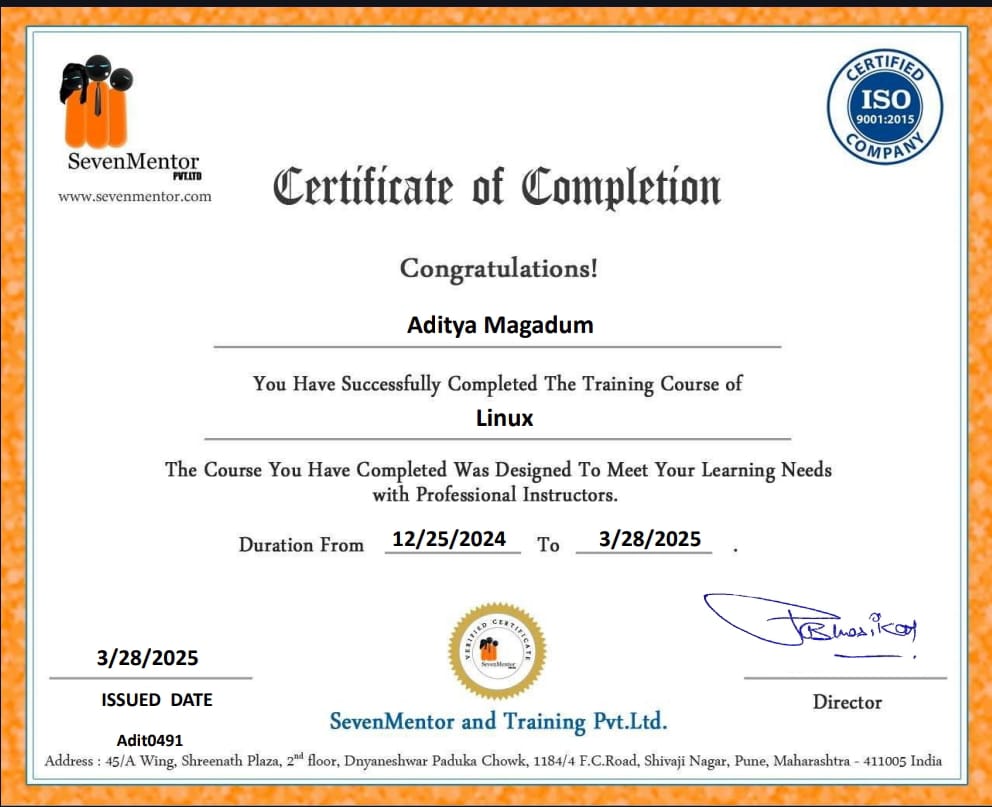 SevenMentor
PVT.LTD
www.sevenmentor.com
CERTIFIED
ISO
9001:2015
COMPANY
Certificate of Completion
Congratulations!
Aditya Magadum
You Have Successfully Completed The Training Course of
Linux
The Course You Have Completed Was Designed To Meet Your Learning Needs
with Professional Instructors.
Duration From 12/25/2024 To 3/28/2025 .
VERIFIED CERTIFICATE
SevenMentor
3/28/2025
ISSUED DATE
Director
SevenMentor and Training Pvt.Ltd.
Adit0491
Address : 45/A Wing, Shreenath Plaza, 2nd floor, Dnyaneshwar Paduka Chowk, 1184/4 F.C.Road, Shivaji Nagar, Pune, Maharashtra - 411005 India